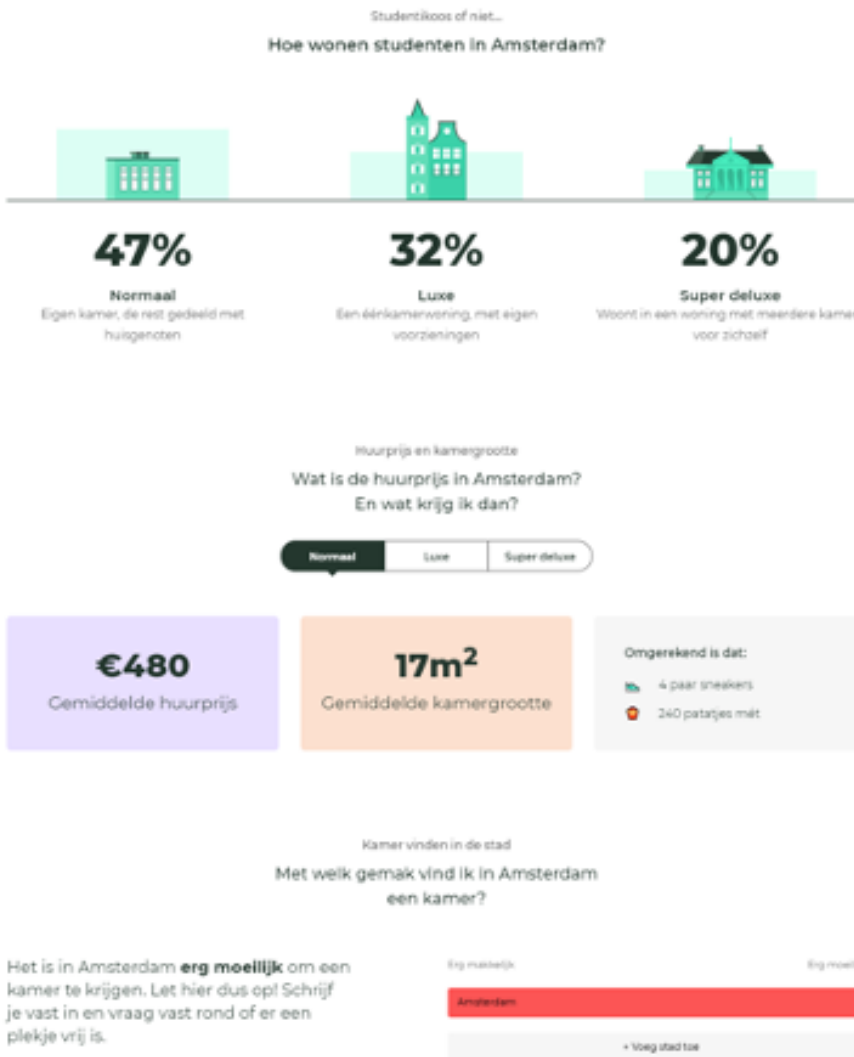 Studentikoos of niet...
Hoe wonen studenten in Amsterdam?
47%
Normaal
Eigen kamer, de rest gedeeld met
huisgenoten
32%
Luxe
Een éénkamerwoning, met eigen
voorzieningen
20%
Super deluxe
Woont in een woning met meerdere kamer
voor zichzelf
Huurprijs en kamergrootte
Wat is de huurprijs in Amsterdam?
En wat krijg ik dan?
Normaal
Luxe
Super deluxe
€480
Gemiddelde huurprijs
17m²
Gemiddelde kamergrootte
Omgerekend is dat:
4 paar sneakers
240 patatjes mét
Kamer vinden in de stad
Met welk gemak vind ik in Amsterdam
een kamer?
Het is in Amsterdam erg moeilijk om een
kamer te krijgen. Let hier dus op! Schrijf
je vast in en vraag vast rond of er een
plekje vrij is.
Erg makkelijk
Erg moeil
Amsterdam
+ Voeg stad toe